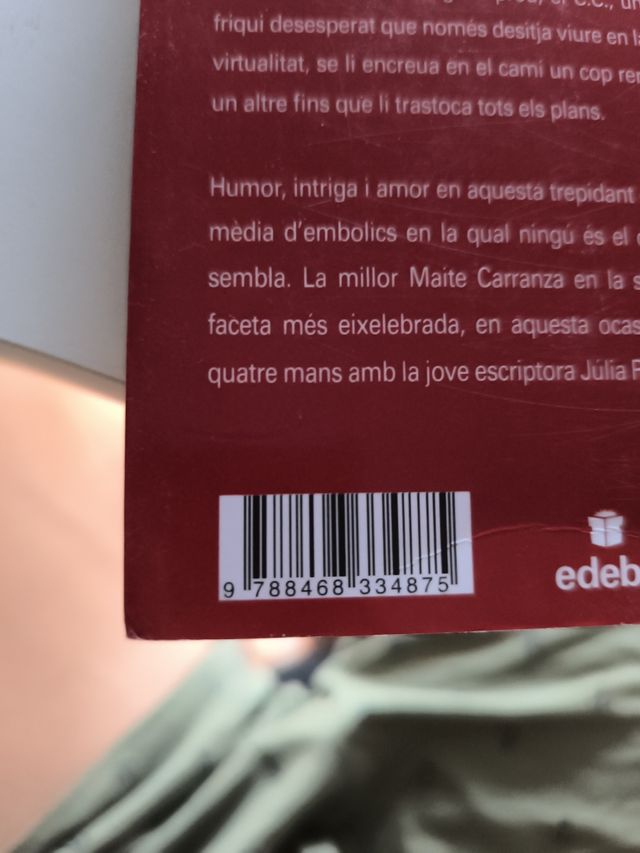 friqui desesperat que només desitja viure en la
virtualitat, se li encreua en el camí un cop rer
un altre fins que li trastoca tots els plans.
Humor, intriga i amor en aquesta trepidant
mèdia d'embolics en la qual ningú és el
sembla. La millor Maite Carranza en la s
faceta més eixelebrada, en aquesta ocas
quatre mans amb la jove escriptora Júlia
9 788468 334875
edeb